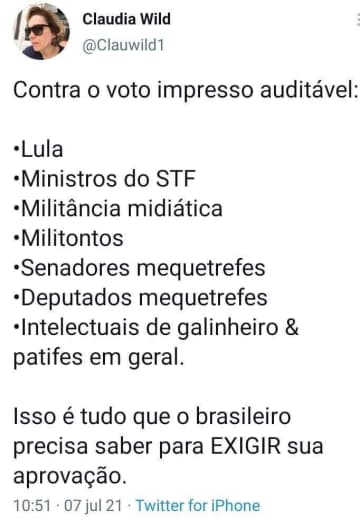 Claudia Wild
@Clauwild1
Contra o voto impresso auditável:
•Lula
•Ministros do STF
•Militância midiática
•Militontos
•Senadores mequetrefes
•Deputados mequetrefes
•Intelectuais de galinheiro &
patifes em geral.
Isso é tudo que o brasileiro
precisa saber para EXIGIR sua
aprovação.
10:51 · 07 jul 21 · Twitter for iPhone